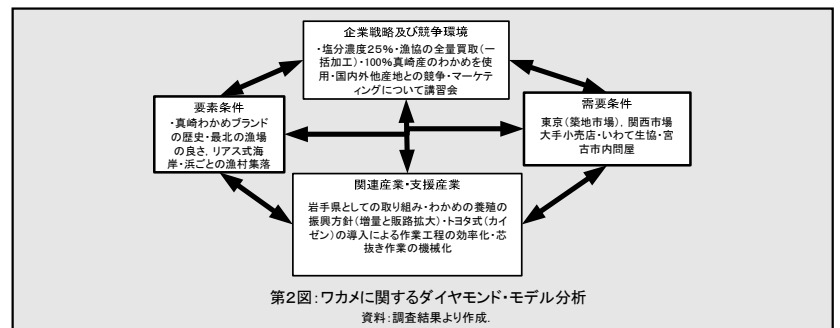 企業戦略及び競争環境
・塩分濃度25%・漁協の全量買取(一
括加工)・100%真崎産のわかめを使
用・国内外他産地との競争・マーケ
ティングについて講習会
要素条件
・真崎わかめブランド
の歴史・最北の漁場
の良さ, リアス式海
岸・浜ごとの漁村集落
需要条件
東京(築地市場), 関西市場
大手小売店・いわて生協・宮
古市内問屋
関連産業・支援産業
岩手県としての取り組み・わかめの養殖の
振興方針(増量と販路拡大)・トヨタ式(カイ
ゼン)の導入による作業工程の効率化・芯
抜き作業の機械化
第2図:ワカメに関するダイヤモンド・モデル分析
資料:調査結果より作成.